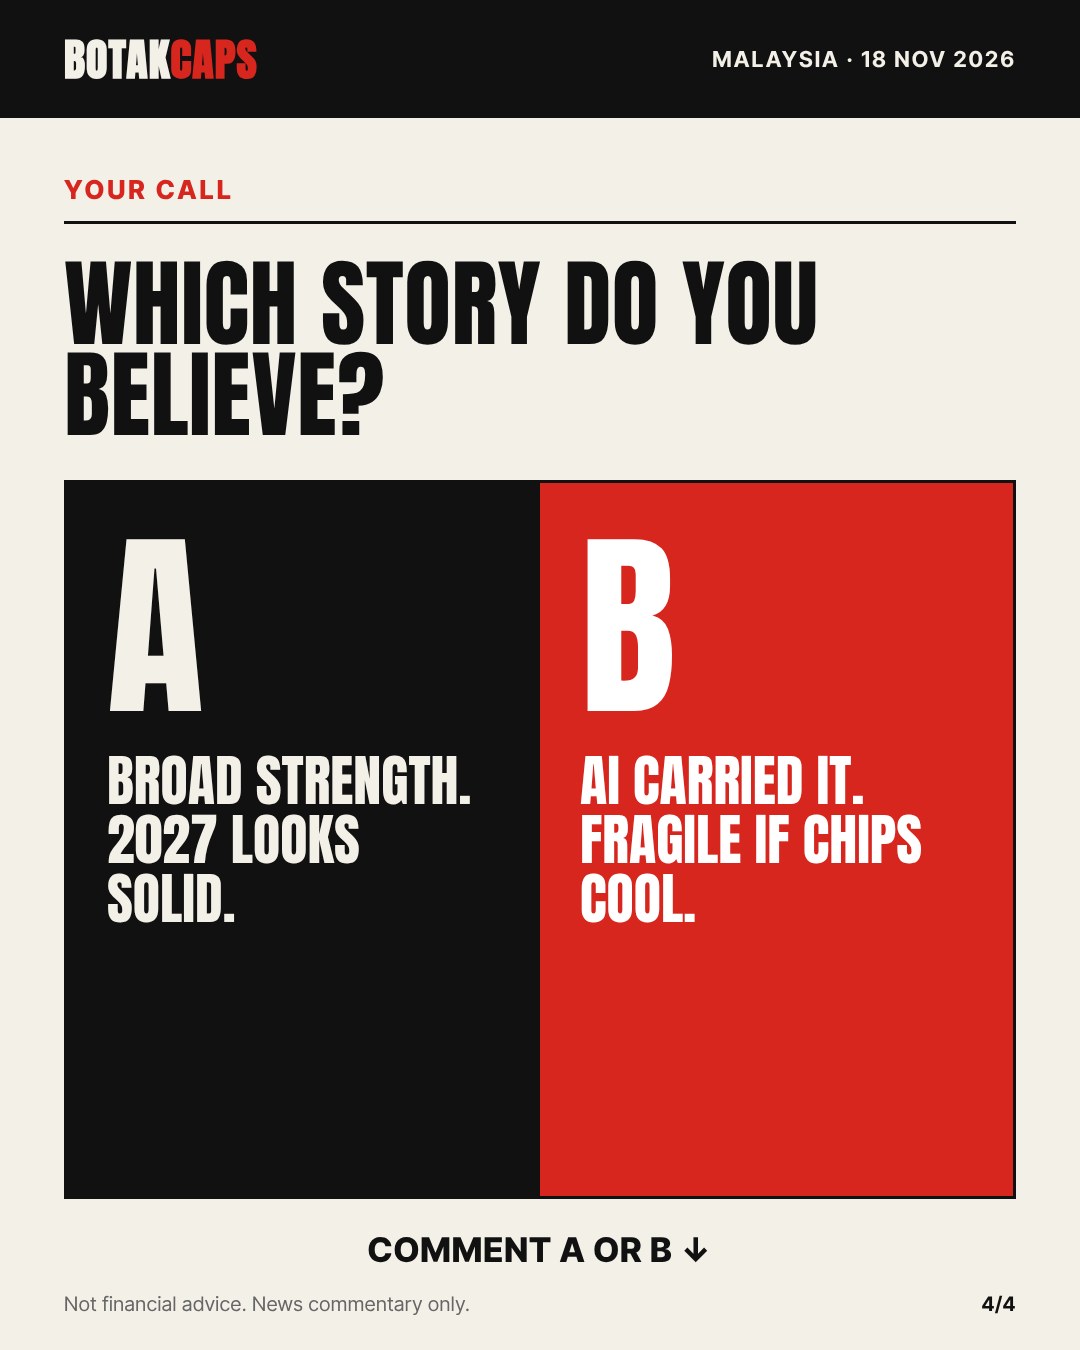 BOTAKCAPS
MALAYSIA · 18 NOV 2026
YOUR CALL
WHICH STORY DO YOU
BELIEVE?
A
BROAD STRENGTH.
2027 LOOKS
SOLID.
B
AI CARRIED IT.
FRAGILE IF CHIPS
COOL.
COMMENT A OR B ↓
Not financial advice. News commentary only.
4/4